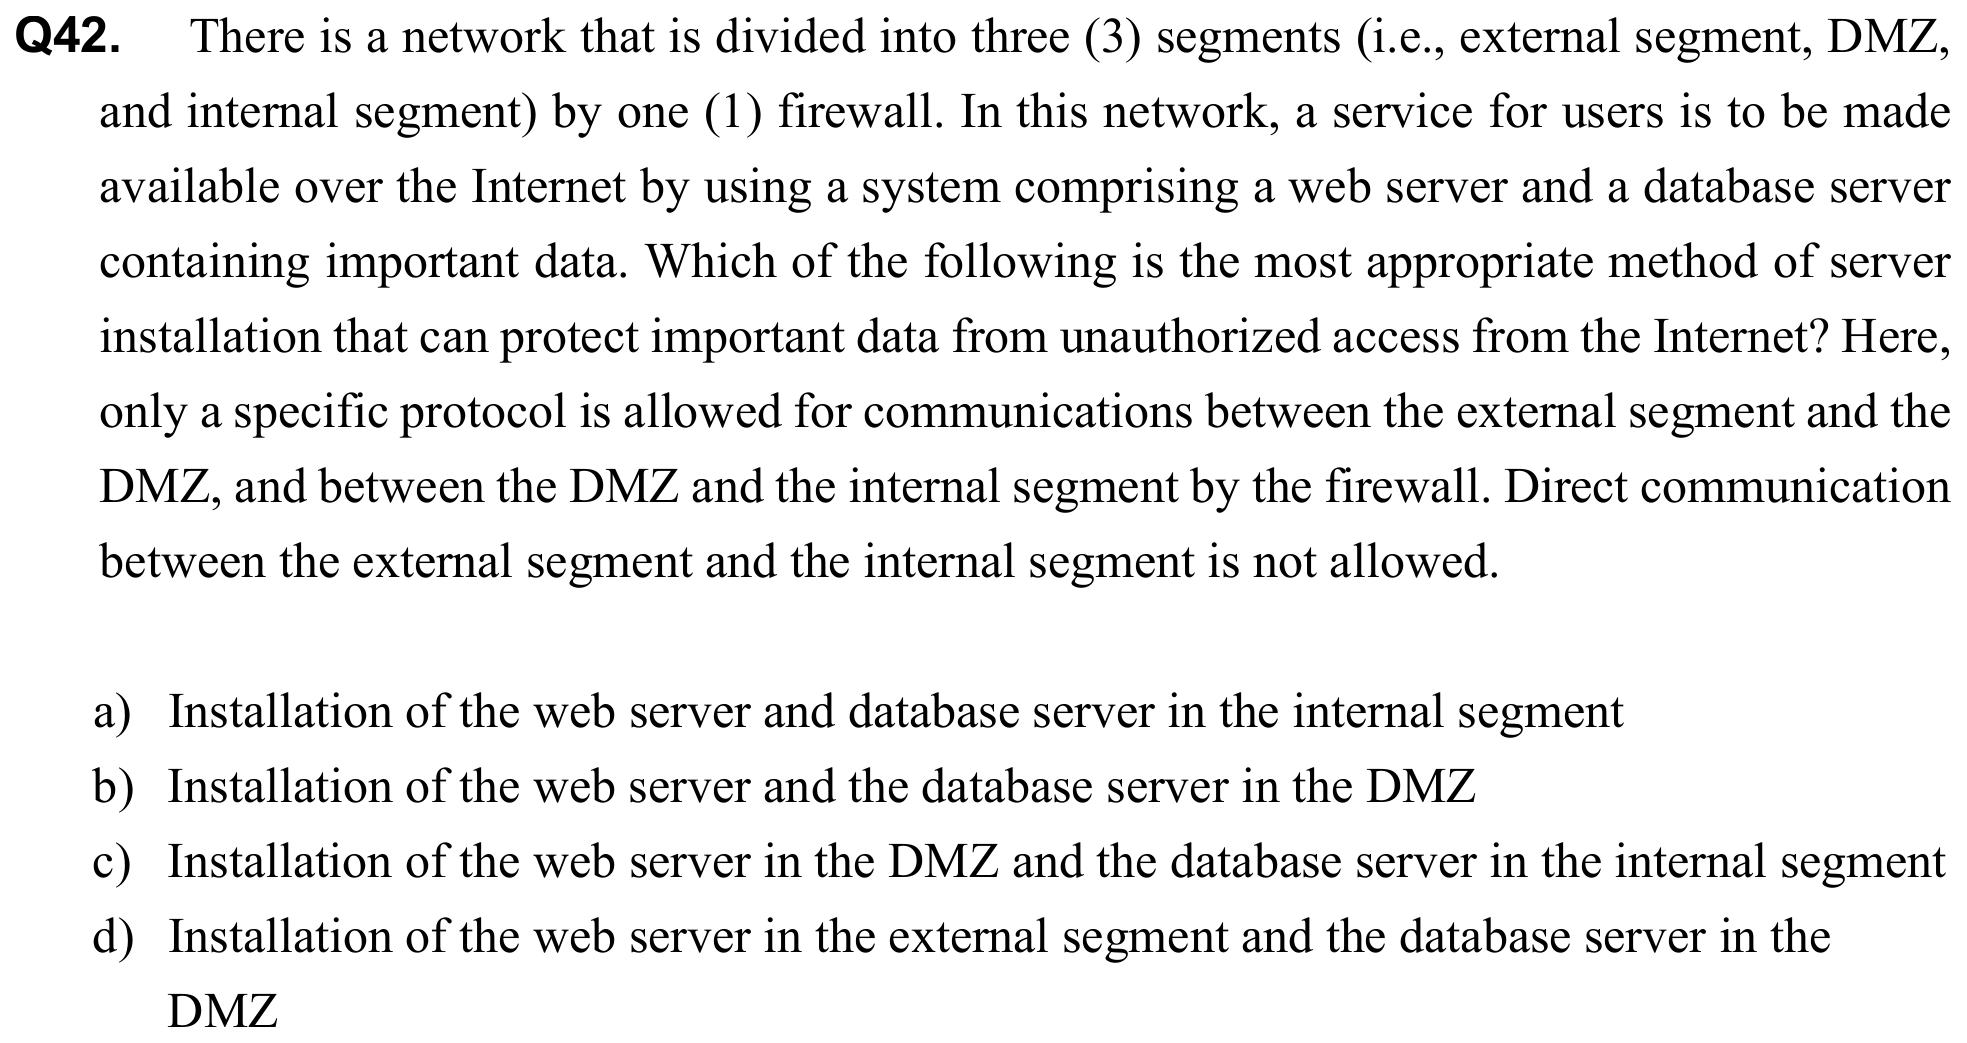 Q42. There is a network that is divided into three (3) segments (i.e., external segment, DMZ,
and internal segment) by one (1) firewall. In this network, a service for users is to be made
available over the Internet by using a system comprising a web server and a database server
containing important data. Which of the following is the most appropriate method of server
installation that can protect important data from unauthorized access from the Internet? Here,
only a specific protocol is allowed for communications between the external segment and the
DMZ, and between the DMZ and the internal segment by the firewall. Direct communication
between the external segment and the internal segment is not allowed.
a) Installation of the web server and database server in the internal segment
b) Installation of the web server and the database server in the DMZ
c) Installation of the web server in the DMZ and the database server in the internal segment
d) Installation of the web server in the external segment and the database server in the
DMZ